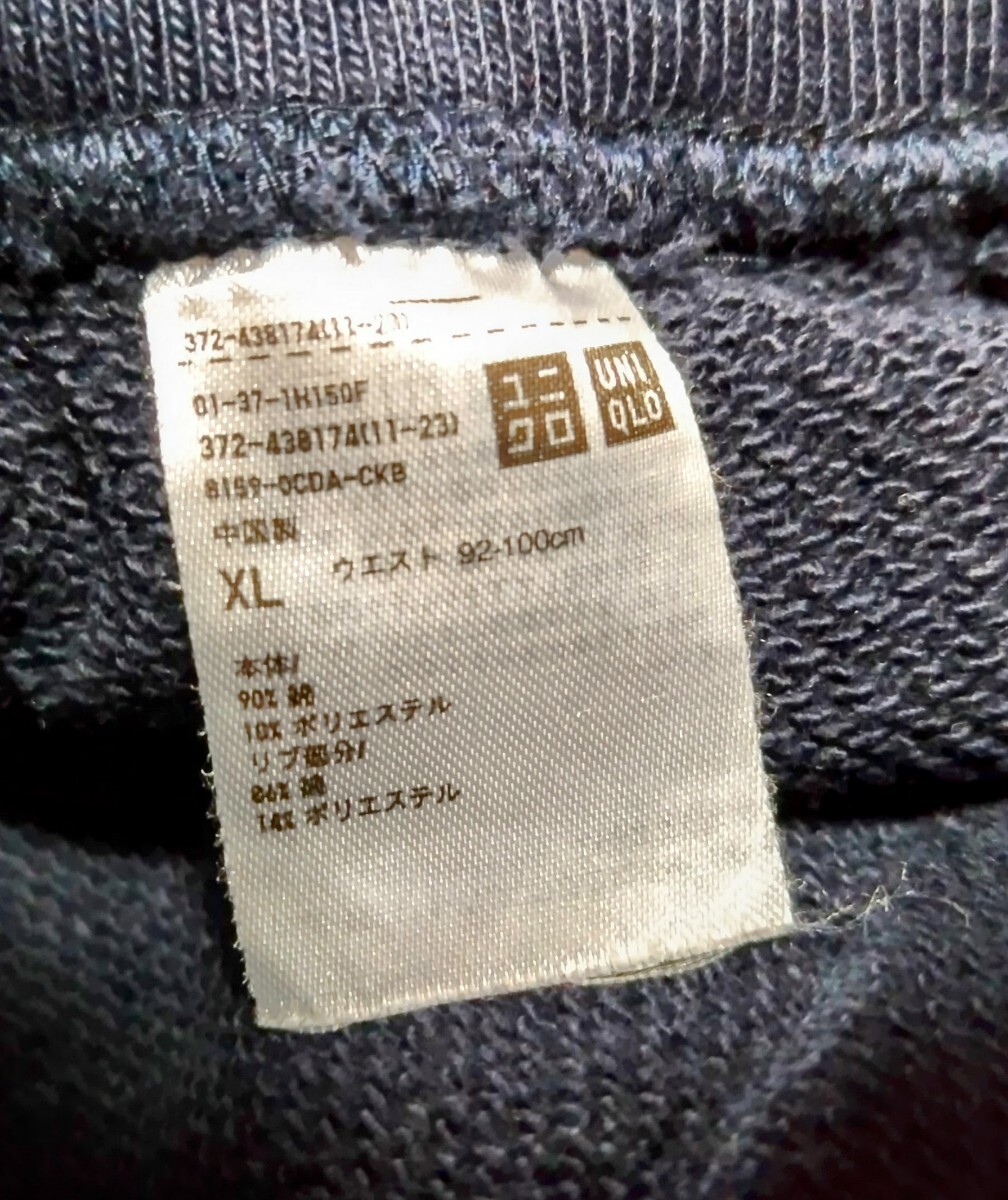 372-438174(11-23)
ユニクロ
UNIQLO
01-37-1H150F
372-438174(11-23)
8159-0CDA-CKB
中国製
XL ウエスト 92-100cm
本体/
90% 綿
10% ポリエステル
リブ部分/
86% 綿
14% ポリエステル